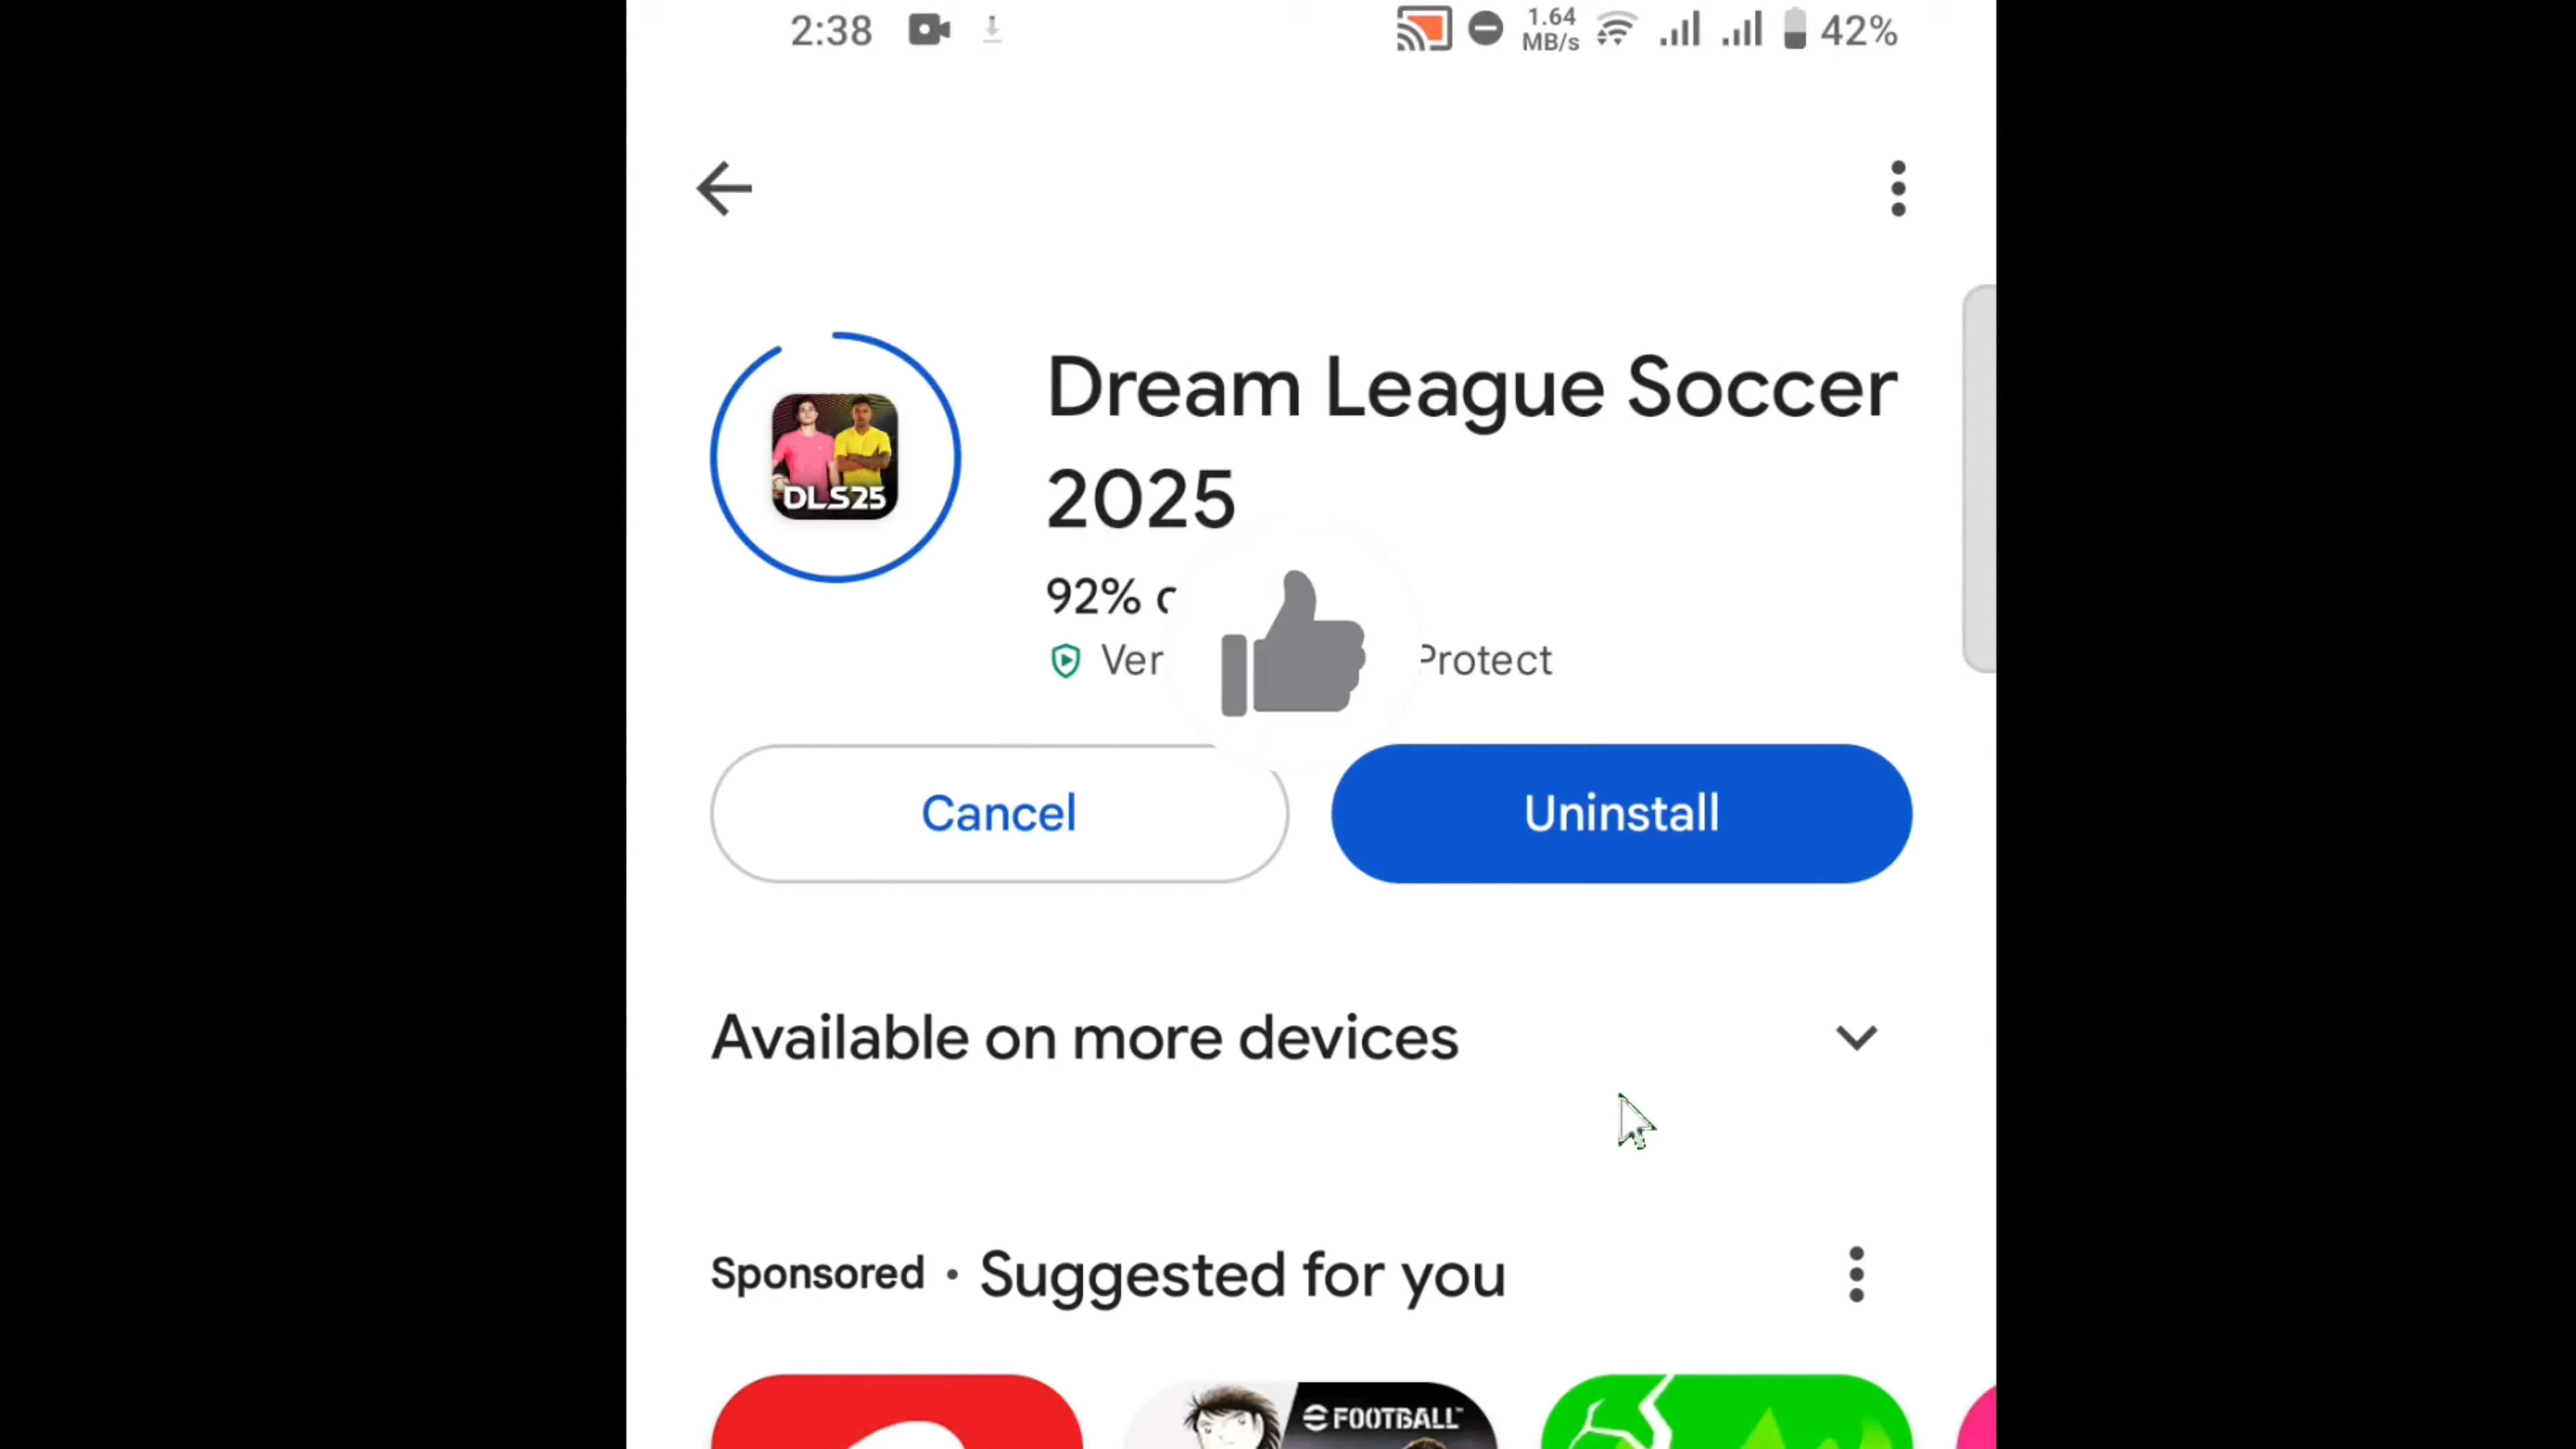 2:38
1.64
MB/s
42%
Dream League Soccer
2025
DLS25
92%
Protect
Cancel
Uninstall
Available on more devices
Sponsored • Suggested for you
FOOTBALL